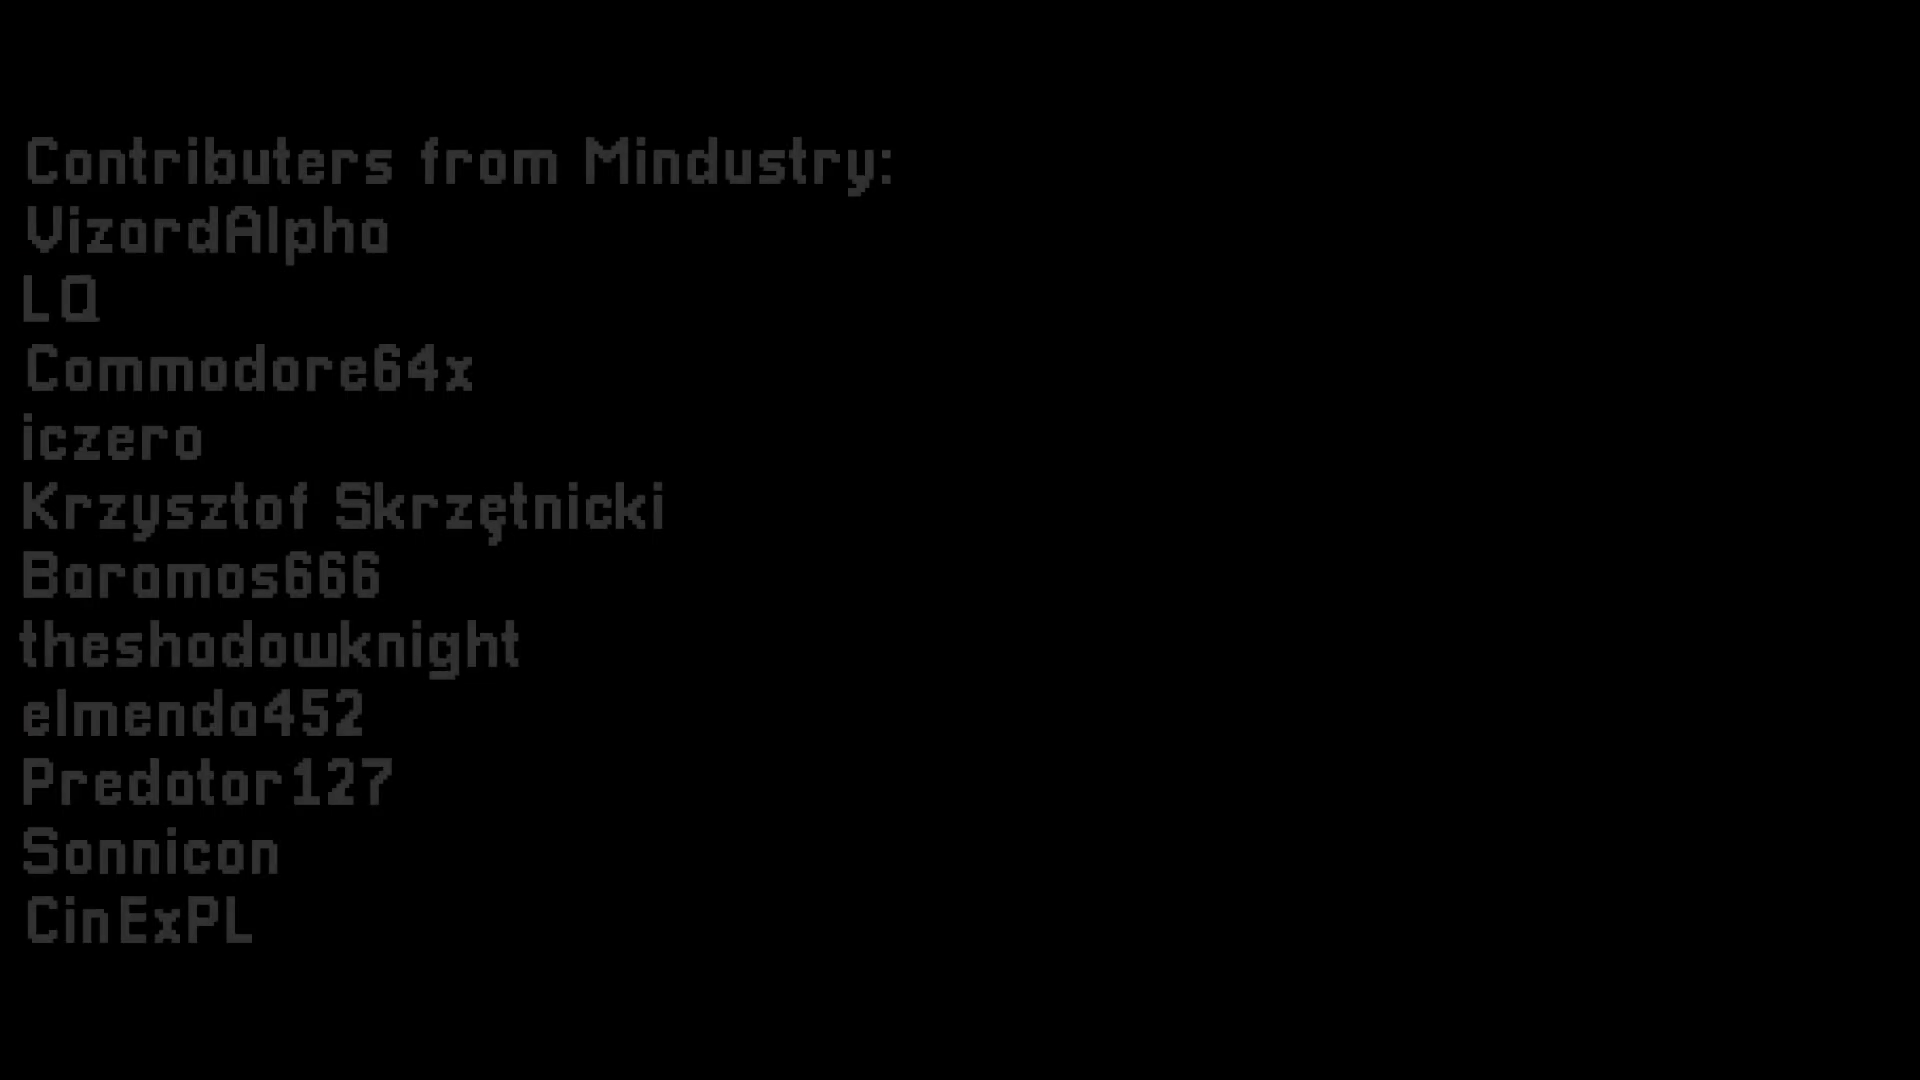 Contributers from Mindustry:
VizardAlpha
LQ
Commodore64x
iczero
Krzysztof Skrzętnicki
Baramos666
theshadowknight
elmenda452
Predator127
Sonnicon
CinExPL